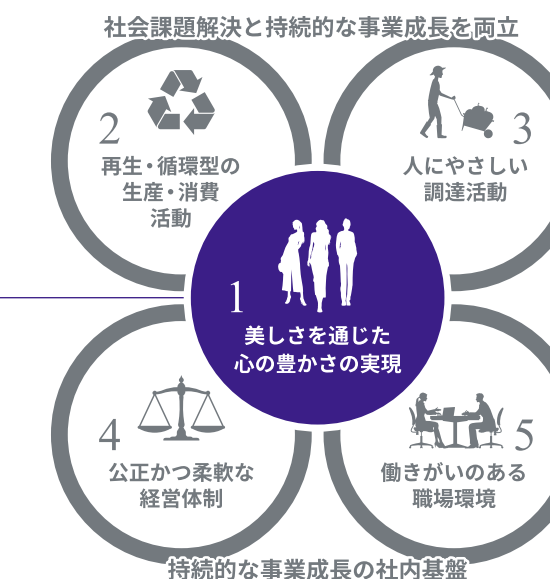 社会課題解決と持続的な事業成長を両立
2
再生・循環型の
生産・消費
活動
3
人にやさしい
調達活動
1
美しさを通じた
心の豊かさの実現
4
公正かつ柔軟な
経営体制
5
働きがいのある
職場環境
持続的な事業成長の社内基盤